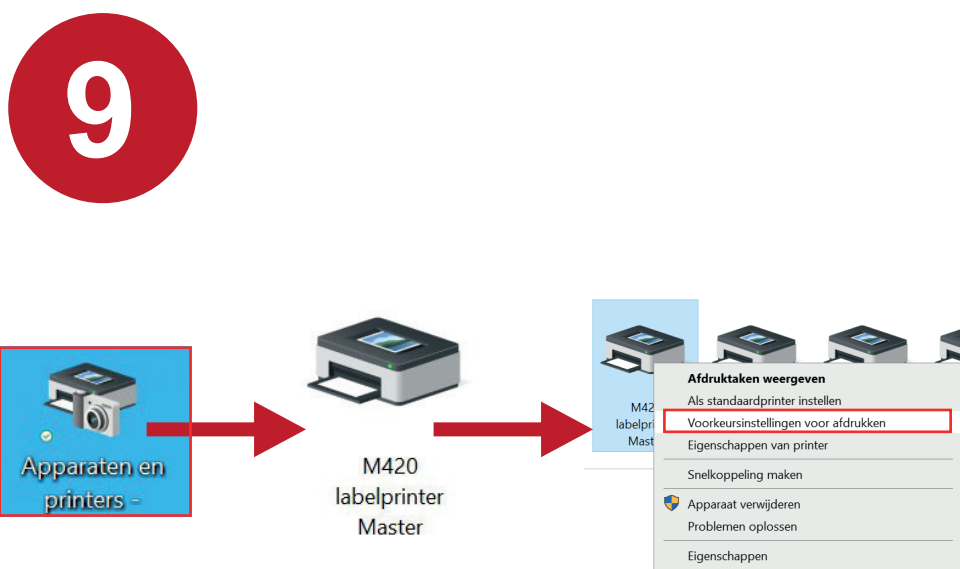 9
Apparaten en
printers -
M420
labelprinter
Master
Afdruktaken weergeven
Als standaardprinter instellen
Voorkeursinstellingen voor afdrukken
Eigenschappen van printer
Snelkoppeling maken
Apparaat verwijderen
Problemen oplossen
Eigenschappen